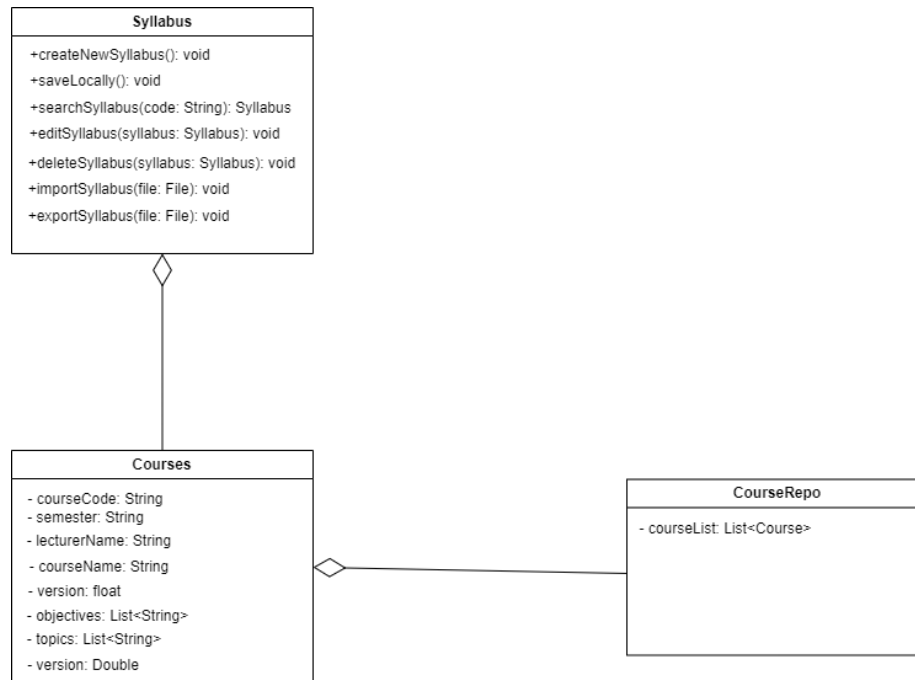 Syllabus
+createNewSyllabus(): void
+saveLocally(): void
+searchSyllabus(code: String): Syllabus
+editSyllabus(syllabus: Syllabus): void
+deleteSyllabus(syllabus: Syllabus): void
+importSyllabus(file: File): void
+exportSyllabus(file: File): void
Courses
- courseCode: String
- semester: String
- lecturerName: String
- courseName: String
- version: float
- objectives: List<String>
- topics: List<String>
- version: Double
CourseRepo
- courseList: List<Course>